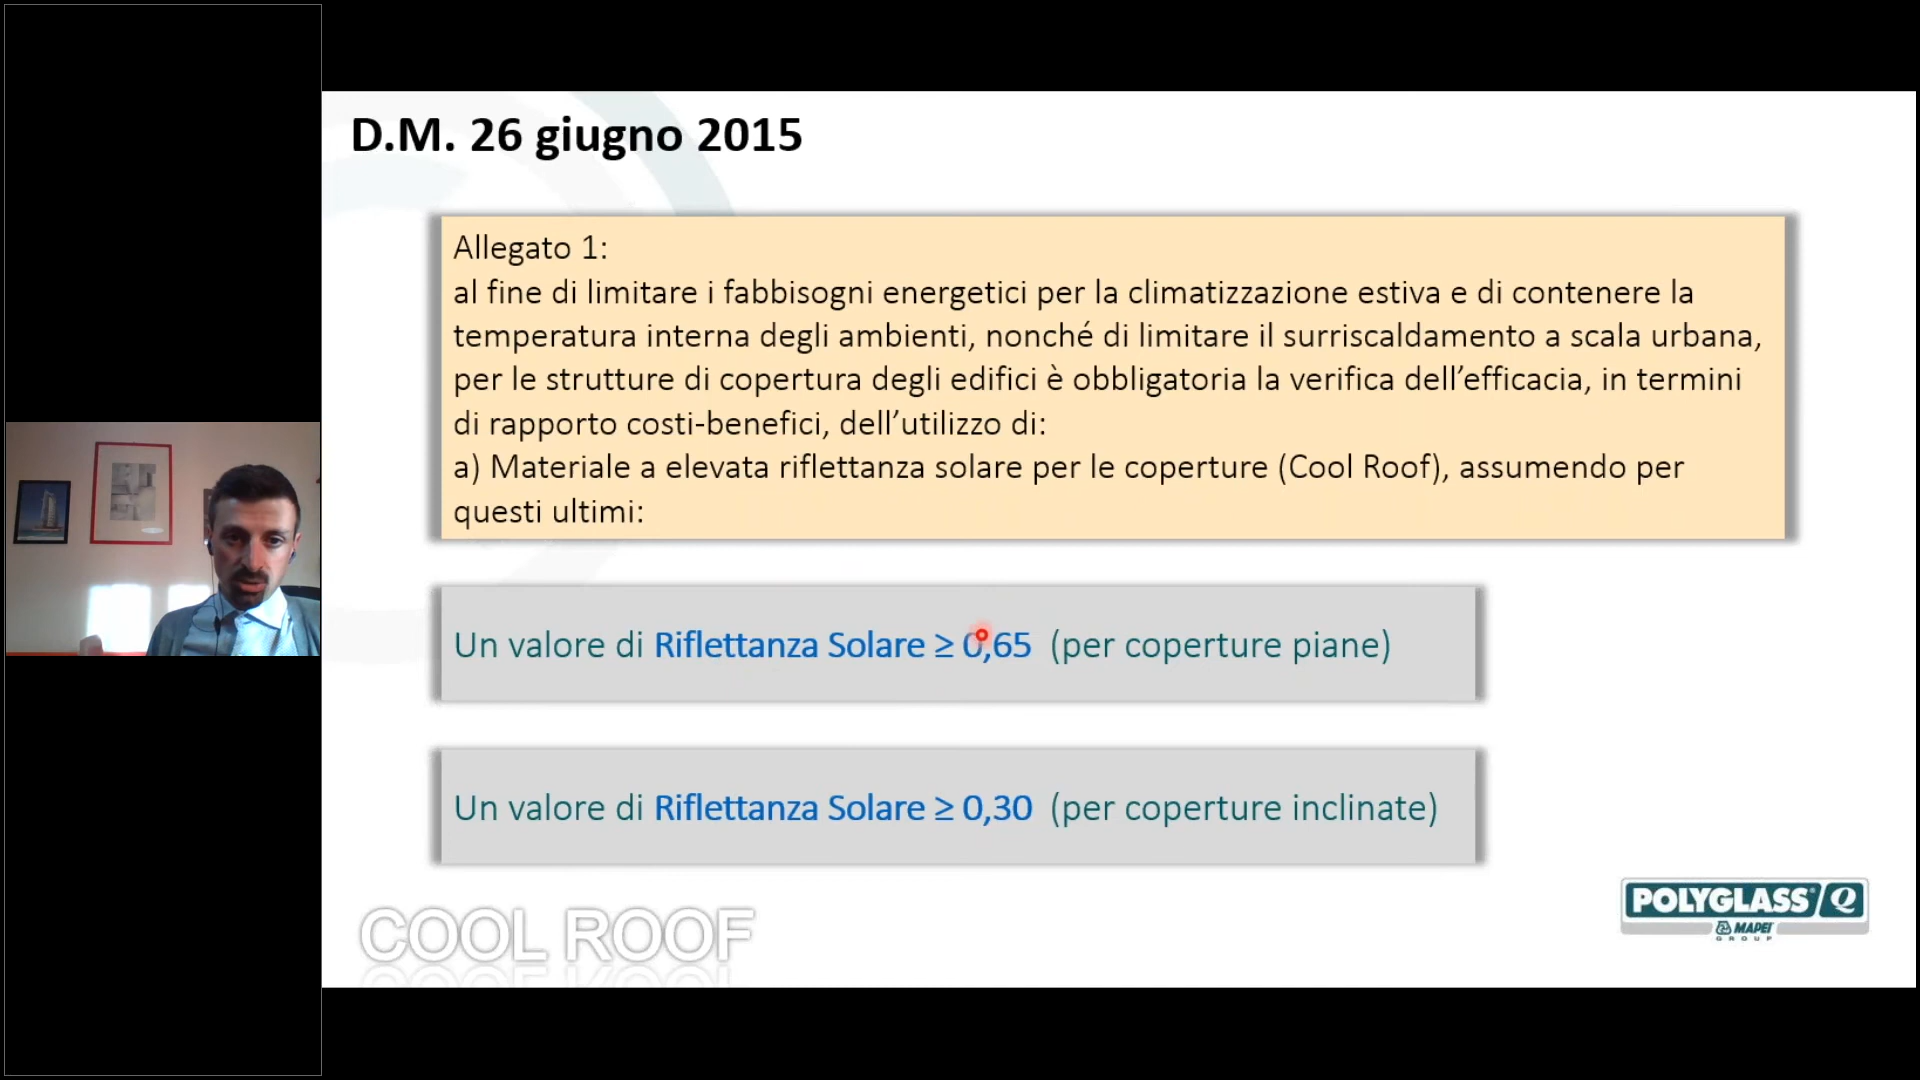 D.M. 26 giugno 2015
Allegato 1:
al fine di limitare i fabbisogni energetici per la climatizzazione estiva e di contenere la
temperatura interna degli ambienti, nonché di limitare il surriscaldamento a scala urbana,
per le strutture di copertura degli edifici è obbligatoria la verifica dell’efficacia, in termini
di rapporto costi-benefici, dell’utilizzo di:
a) Materiale a elevata riflettanza solare per le coperture (Cool Roof), assumendo per
questi ultimi:
Un valore di Riflettanza Solare ≥ 0,65 (per coperture piane)
Un valore di Riflettanza Solare ≥ 0,30 (per coperture inclinate)
COOL ROOF
POLYGLASS Q
MAPEI
GROUP